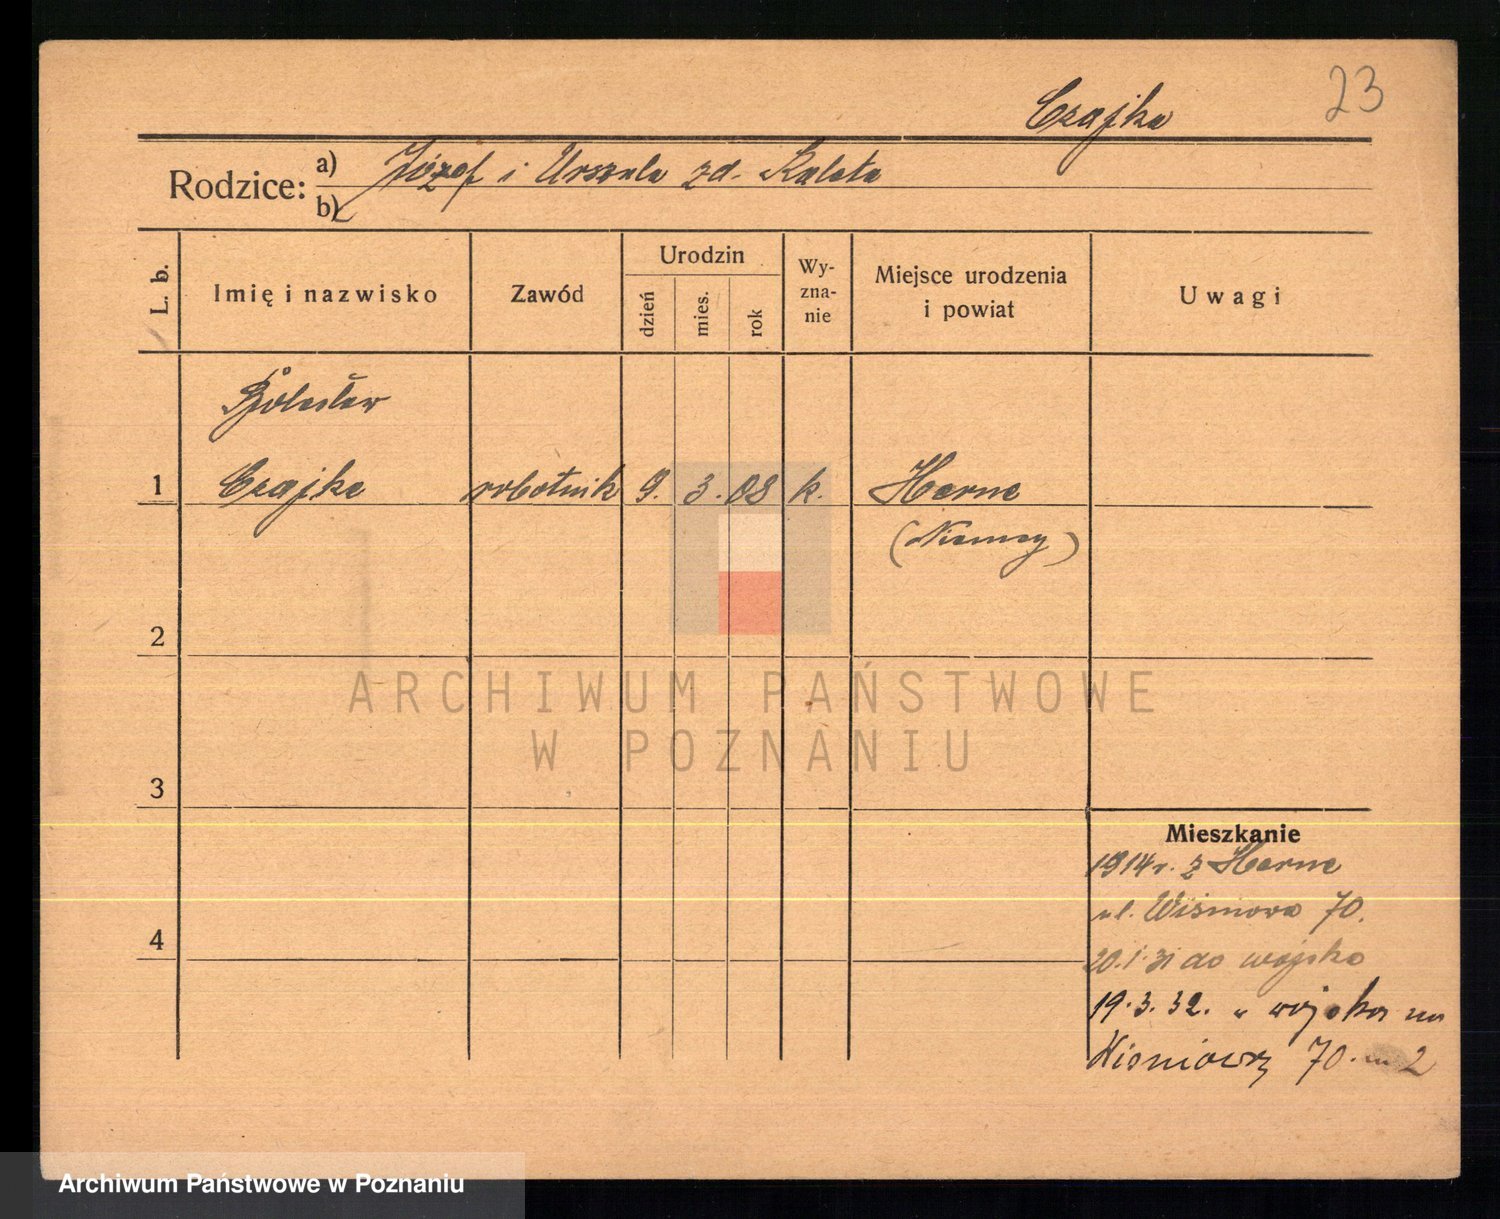 Czajka
23
Rodzice:
a) Józef i Urszula zd. Kaleta
b)
L. b.
Imię i nazwisko
Zawód
Urodzin
dzień
mies.
rok
Wy-
zna-
nie
Miejsce urodzenia
i powiat
Uwagi
Bolesław
1 Czajka robotnik 9. 3. 08 k. Herne
(Niemcy)
2
ARCHIWUM PAŃSTWOWE
W POZNANIU
3
Mieszkanie
1914 r. z Herne
ul. Wiśniowa 70.
4
20.1.31 do wojska
19.3.32. z wojska na
Wiśniową 70. m 2
Archiwum Państwowe w Poznaniu